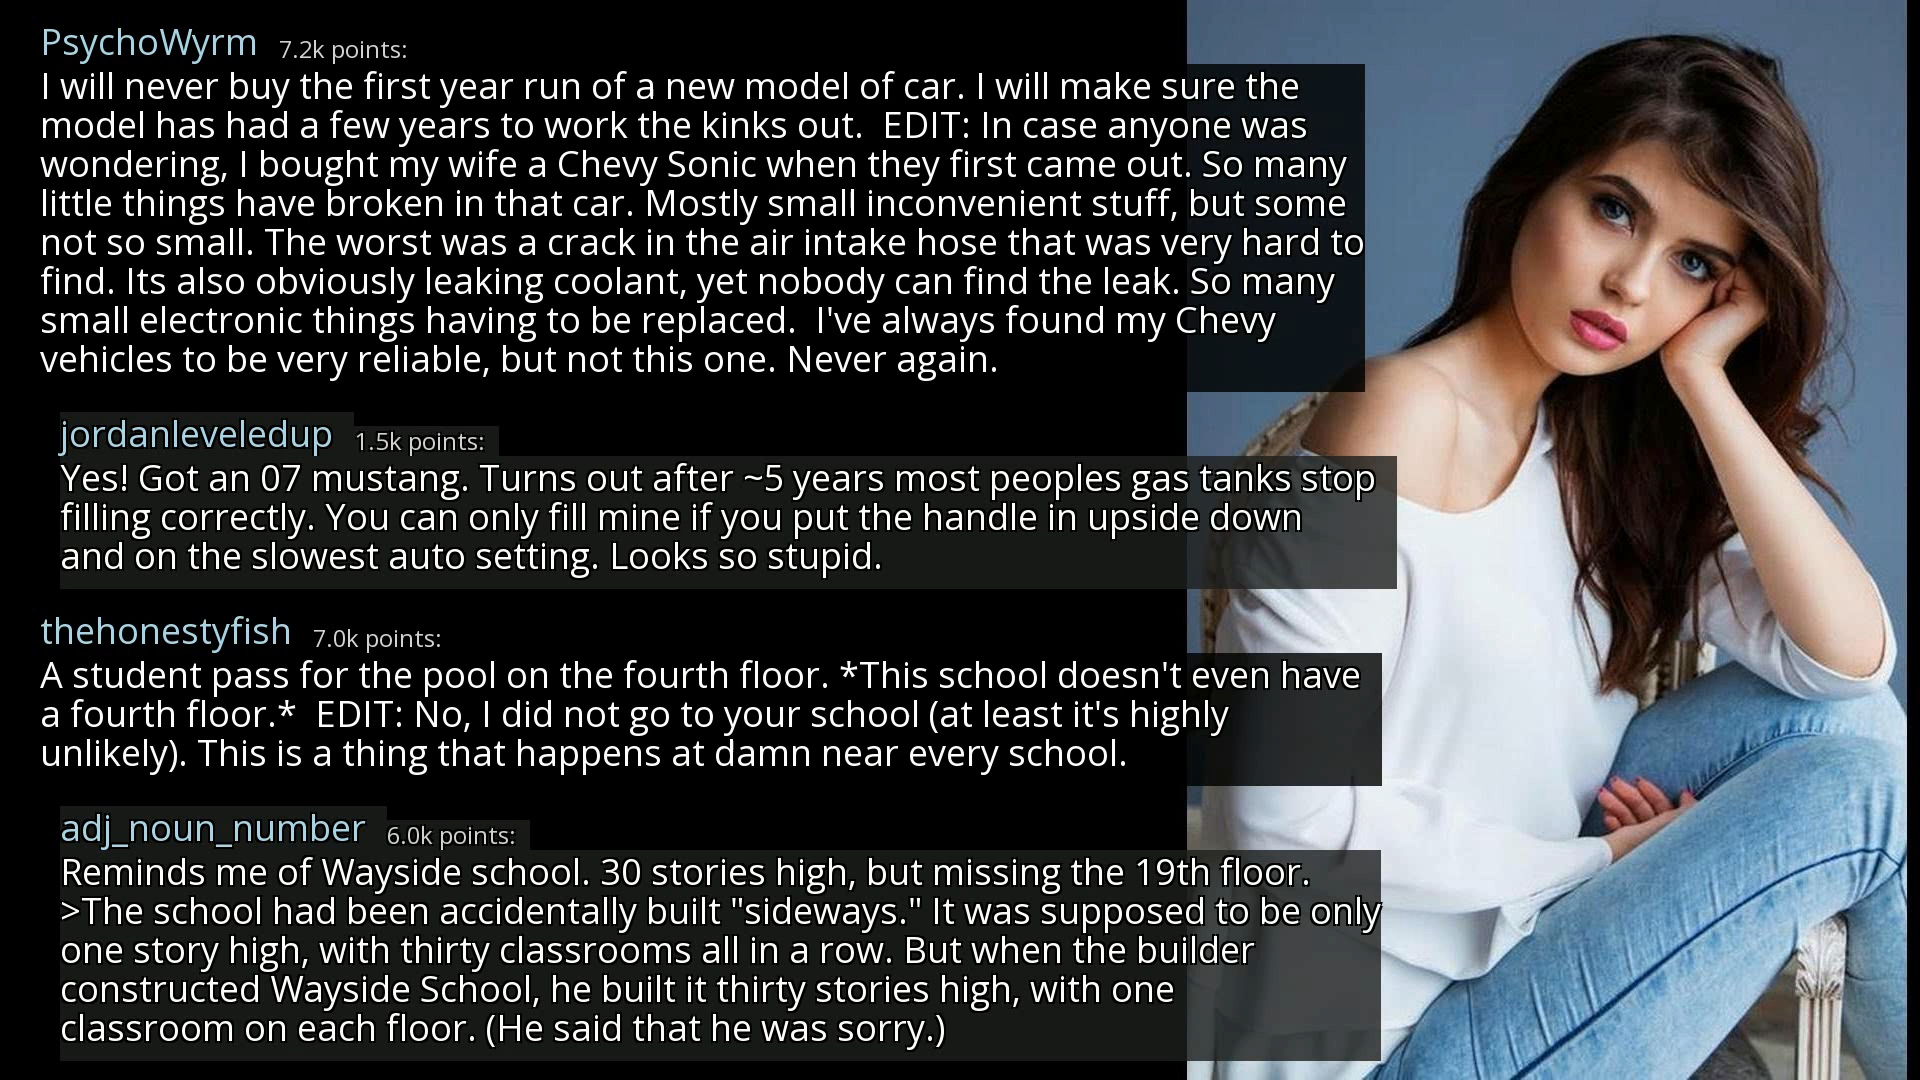 PsychoWyrm 7.2k points:
I will never buy the first year run of a new model of car. I will make sure the
model has had a few years to work the kinks out.  EDIT: In case anyone was
wondering, I bought my wife a Chevy Sonic when they first came out. So many
little things have broken in that car. Mostly small inconvenient stuff, but some
not so small. The worst was a crack in the air intake hose that was very hard to
find. Its also obviously leaking coolant, yet nobody can find the leak. So many
small electronic things having to be replaced.  I've always found my Chevy
vehicles to be very reliable, but not this one. Never again.
jordanleveledup 1.5k points:
Yes! Got an 07 mustang. Turns out after ~5 years most peoples gas tanks stop
filling correctly. You can only fill mine if you put the handle in upside down
and on the slowest auto setting. Looks so stupid.
thehonestyfish 7.0k points:
A student pass for the pool on the fourth floor. *This school doesn't even have
a fourth floor.*  EDIT: No, I did not go to your school (at least it's highly
unlikely). This is a thing that happens at damn near every school.
adj_noun_number 6.0k points:
Reminds me of Wayside school. 30 stories high, but missing the 19th floor.
>The school had been accidentally built "sideways." It was supposed to be only
one story high, with thirty classrooms all in a row. But when the builder
constructed Wayside School, he built it thirty stories high, with one
classroom on each floor. (He said that he was sorry.)